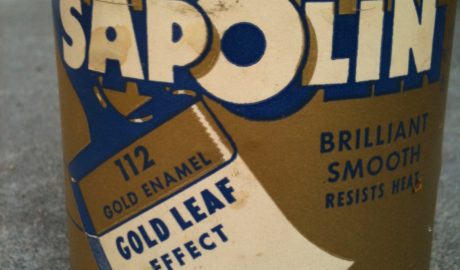 SAPOLIN
112
GOLD ENAMEL
GOLD LEAF
EFFECT
BRILLIANT
SMOOTH
RESISTS HEAT